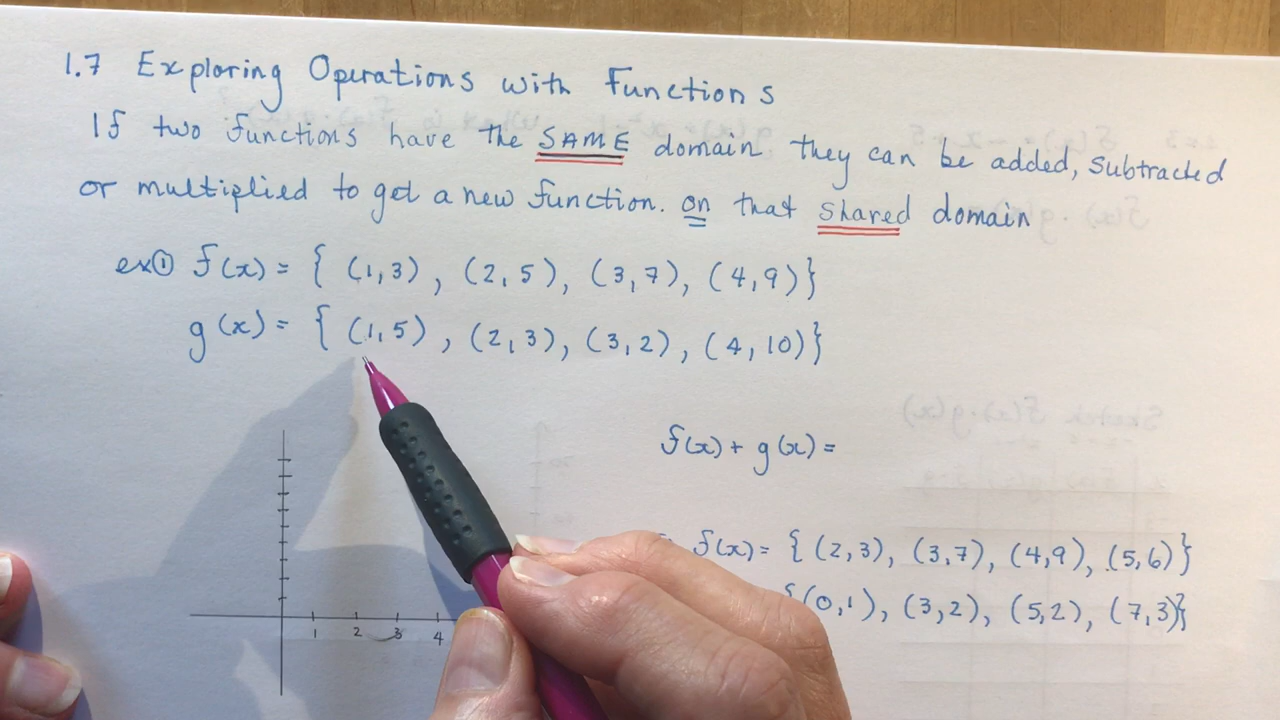 1.7 Exploring Operations with Functions
If two functions have the SAME domain they can be added, subtracted
or multiplied to get a new function. on that shared domain
ex① f(x) = { (1,3), (2,5), (3,7), (4,9)}
g(x) = { (1,5), (2,3), (3,2), (4,10)}
f(x) + g(x) =
f(x) = { (2,3), (3,7), (4,9), (5,6)}
(0,1), (3,2), (5,2), (7,3)}
1 2 3 4